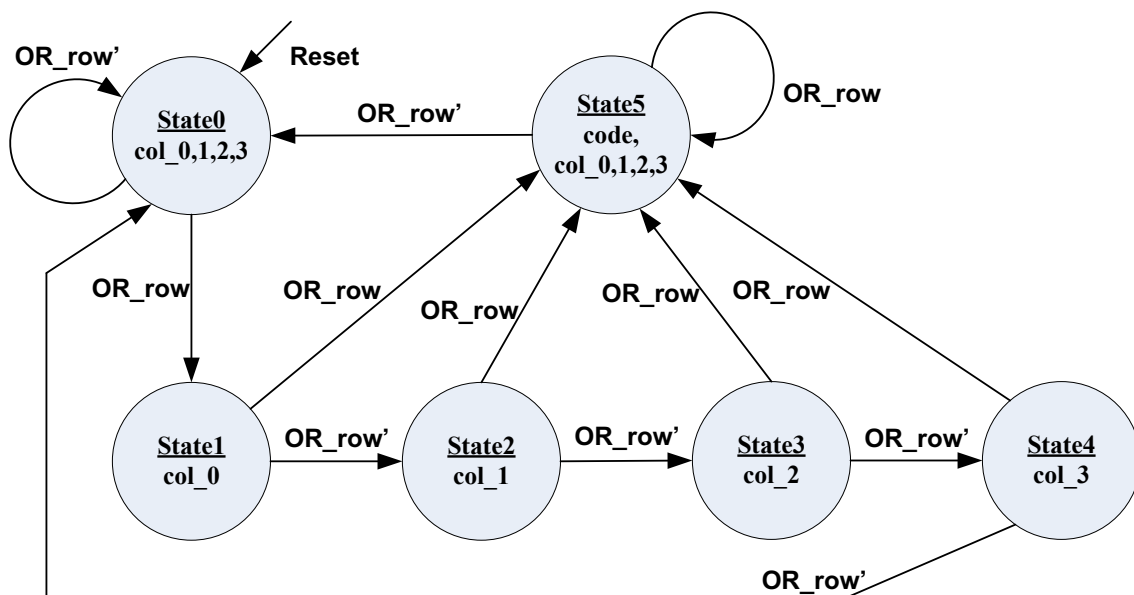 OR_row’
Reset
State0
col_0,1,2,3
OR_row’
State5
code,
col_0,1,2,3
OR_row
OR_row
OR_row
OR_row
OR_row
OR_row
State1
col_0
OR_row’
State2
col_1
OR_row’
State3
col_2
OR_row’
State4
col_3
OR_row’